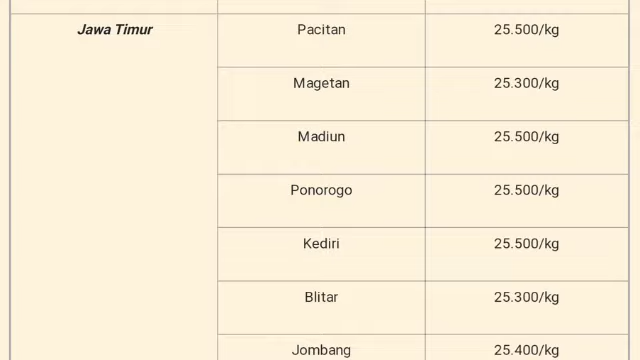 Jawa Timur Pacitan 25.500/kg
Magetan 25.300/kg
Madiun 25.500/kg
Ponorogo 25.500/kg
Kediri 25.500/kg
Blitar 25.300/kg
Jombang 25.400/kg